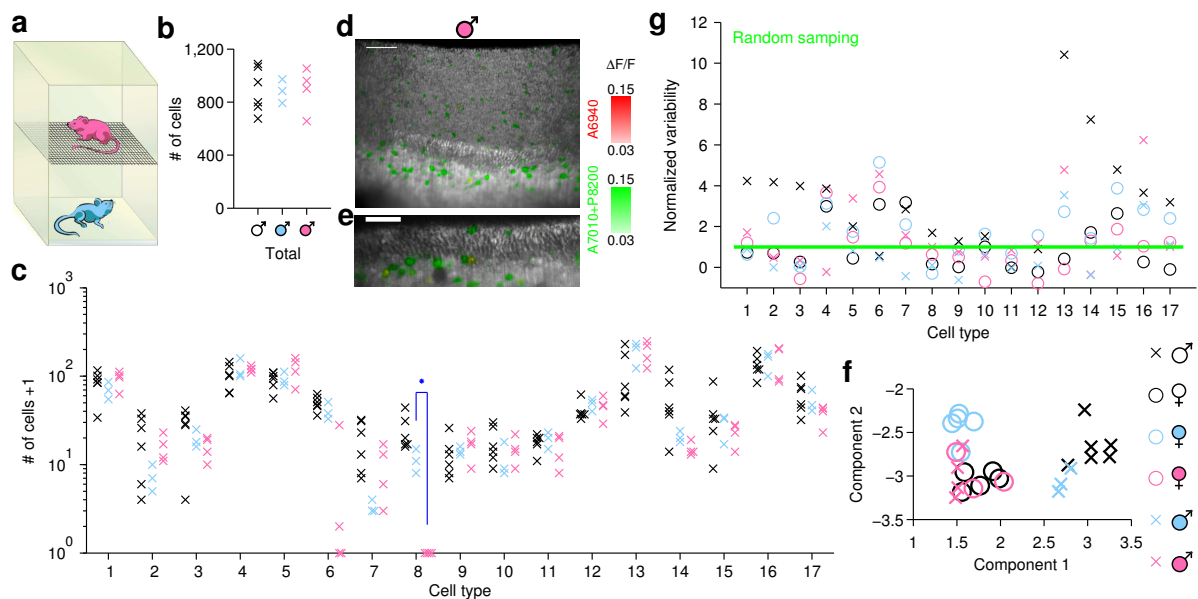 a
b
1,200
800
400
0
# of cells
Total
d
♂
e
ΔF/F
0.15
0.03
A6940
0.15
0.03
A7010+P8200
g
12
10
8
6
4
2
0
Normalized variability
Random sampling
1 2 3 4 5 6 7 8 9 10 11 12 13 14 15 16 17
Cell type
c
10³
10²
10¹
10⁰
# of cells +1
*
1 2 3 4 5 6 7 8 9 10 11 12 13 14 15 16 17
Cell type
f
−2
−2.5
−3
−3.5
Component 2
1 1.5 2 2.5 3 3.5
Component 1